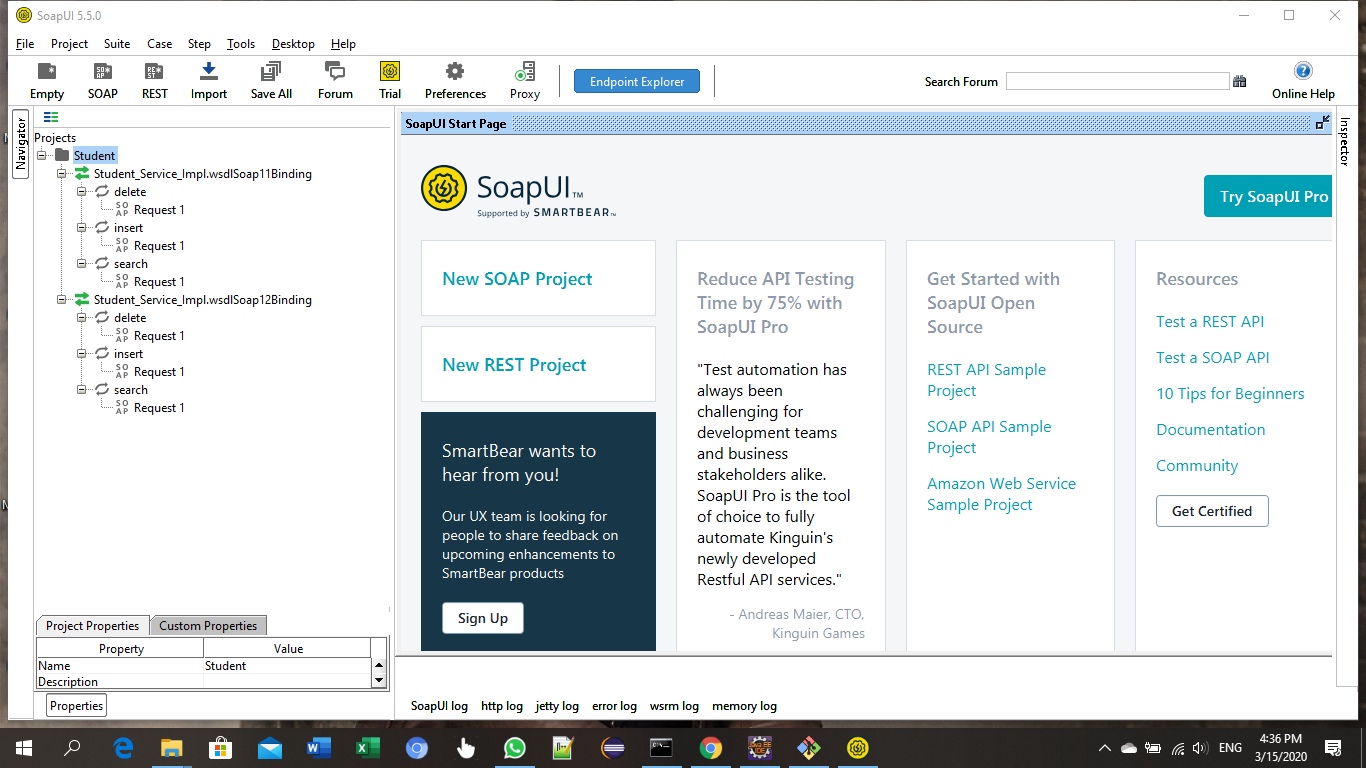 SoapUI 5.5.0
File Project Suite Case Step Tools Desktop Help
Empty SOAP REST Import Save All Forum Trial Preferences Proxy Endpoint Explorer Search Forum Online Help
Navigator
Projects
Student
Student_Service_Impl.wsdlSoap11Binding
delete
Request 1
insert
Request 1
search
Request 1
Student_Service_Impl.wsdlSoap12Binding
delete
Request 1
insert
Request 1
search
Request 1
Project Properties Custom Properties
Property Value
Name Student
Description
Properties
SoapUI Start Page
Inspector
SoapUI™
Supported by SMARTBEAR™
Try SoapUI Pro
New SOAP Project
New REST Project
SmartBear wants to
hear from you!
Our UX team is looking for
people to share feedback on
upcoming enhancements to
SmartBear products
Sign Up
Reduce API Testing
Time by 75% with
SoapUI Pro
"Test automation has
always been
challenging for
development teams
and business
stakeholders alike.
SoapUI Pro is the tool
of choice to fully
automate Kinguin's
newly developed
Restful API services."
- Andreas Maier, CTO,
Kinguin Games
Get Started with
SoapUI Open
Source
REST API Sample
Project
SOAP API Sample
Project
Amazon Web Service
Sample Project
Resources
Test a REST API
Test a SOAP API
10 Tips for Beginners
Documentation
Community
Get Certified
SoapUI log http log jetty log error log wsrm log memory log
ENG
4:36 PM
3/15/2020